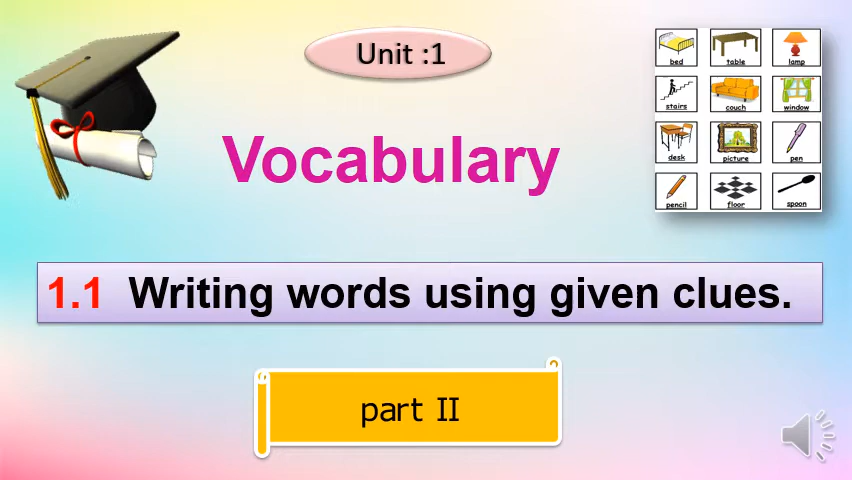 Unit :1
bed table lamp
stairs couch window
desk picture pen
pencil floor spoon
Vocabulary
1.1 Writing words using given clues.
part II